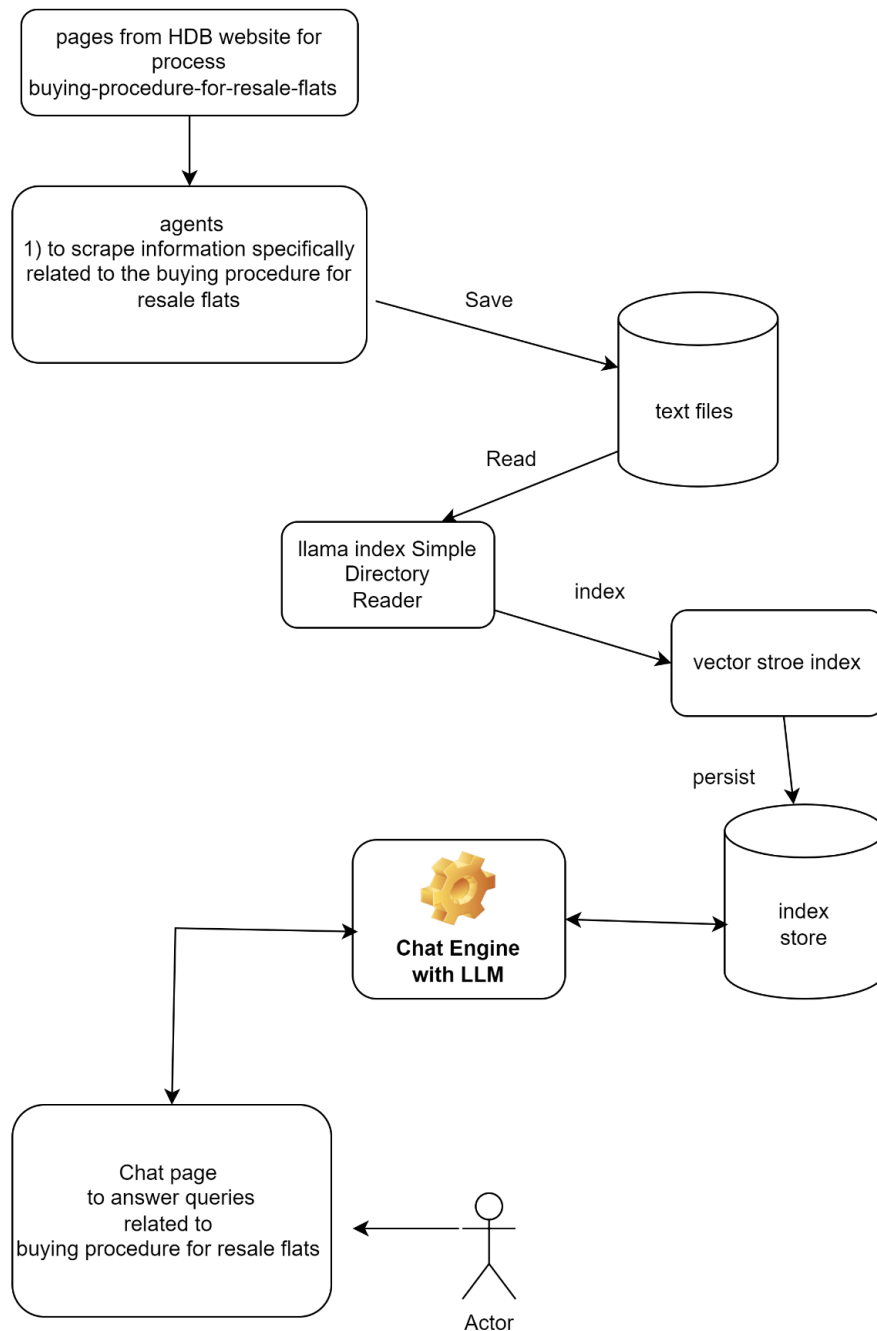 pages from HDB website for
process
buying-procedure-for-resale-flats
agents
1) to scrape information specifically
related to the buying procedure for
resale flats
Save
text files
Read
llama index Simple
Directory
Reader
index
vector stroe index
persist
index
store
Chat Engine
with LLM
Chat page
to answer queries
related to
buying procedure for resale flats
Actor